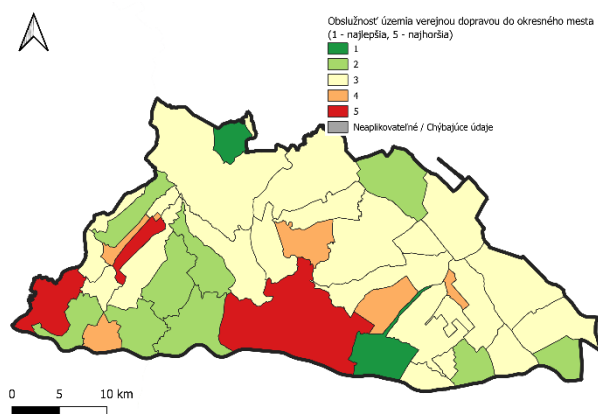 Obslužnosť územia verejnou dopravou do okresného mesta
(1 - najlepšia, 5 - najhoršia)
1
2
3
4
5
Neaplikovateľné / Chýbajúce údaje
0 5 10 km